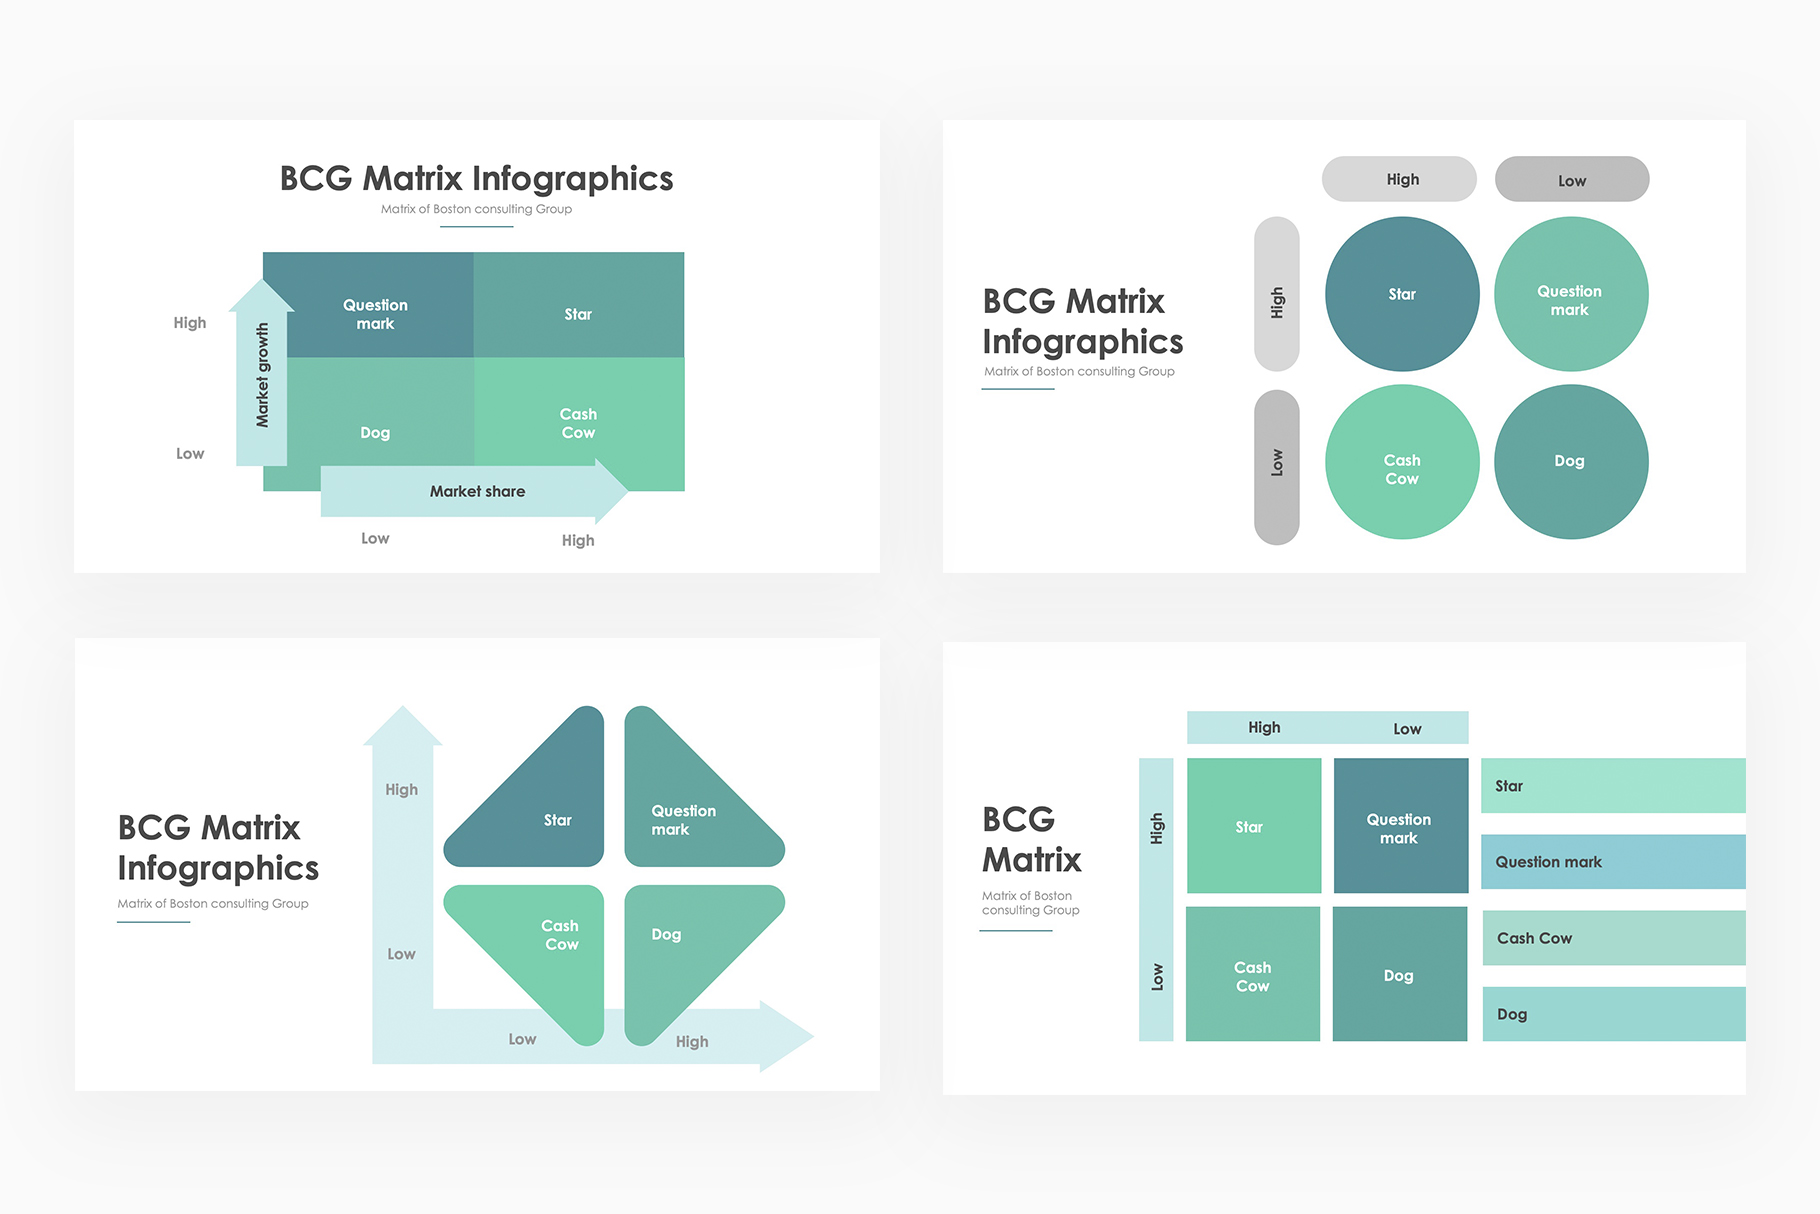 BCG Matrix Infographics
Matrix of Boston consulting Group
Question
mark
Star
High
Market growth
Dog
Cash
Cow
Low
Market share
Low
High
High
Low
BCG Matrix
Infographics
Matrix of Boston consulting Group
High
Star
Question
mark
Low
Cash
Cow
Dog
BCG Matrix
Infographics
Matrix of Boston consulting Group
High
Star
Question
mark
Low
Cash
Cow
Dog
Low
High
BCG
Matrix
Matrix of Boston
consulting Group
High
Low
High
Star
Question
mark
Low
Cash
Cow
Dog
Star
Question mark
Cash Cow
Dog